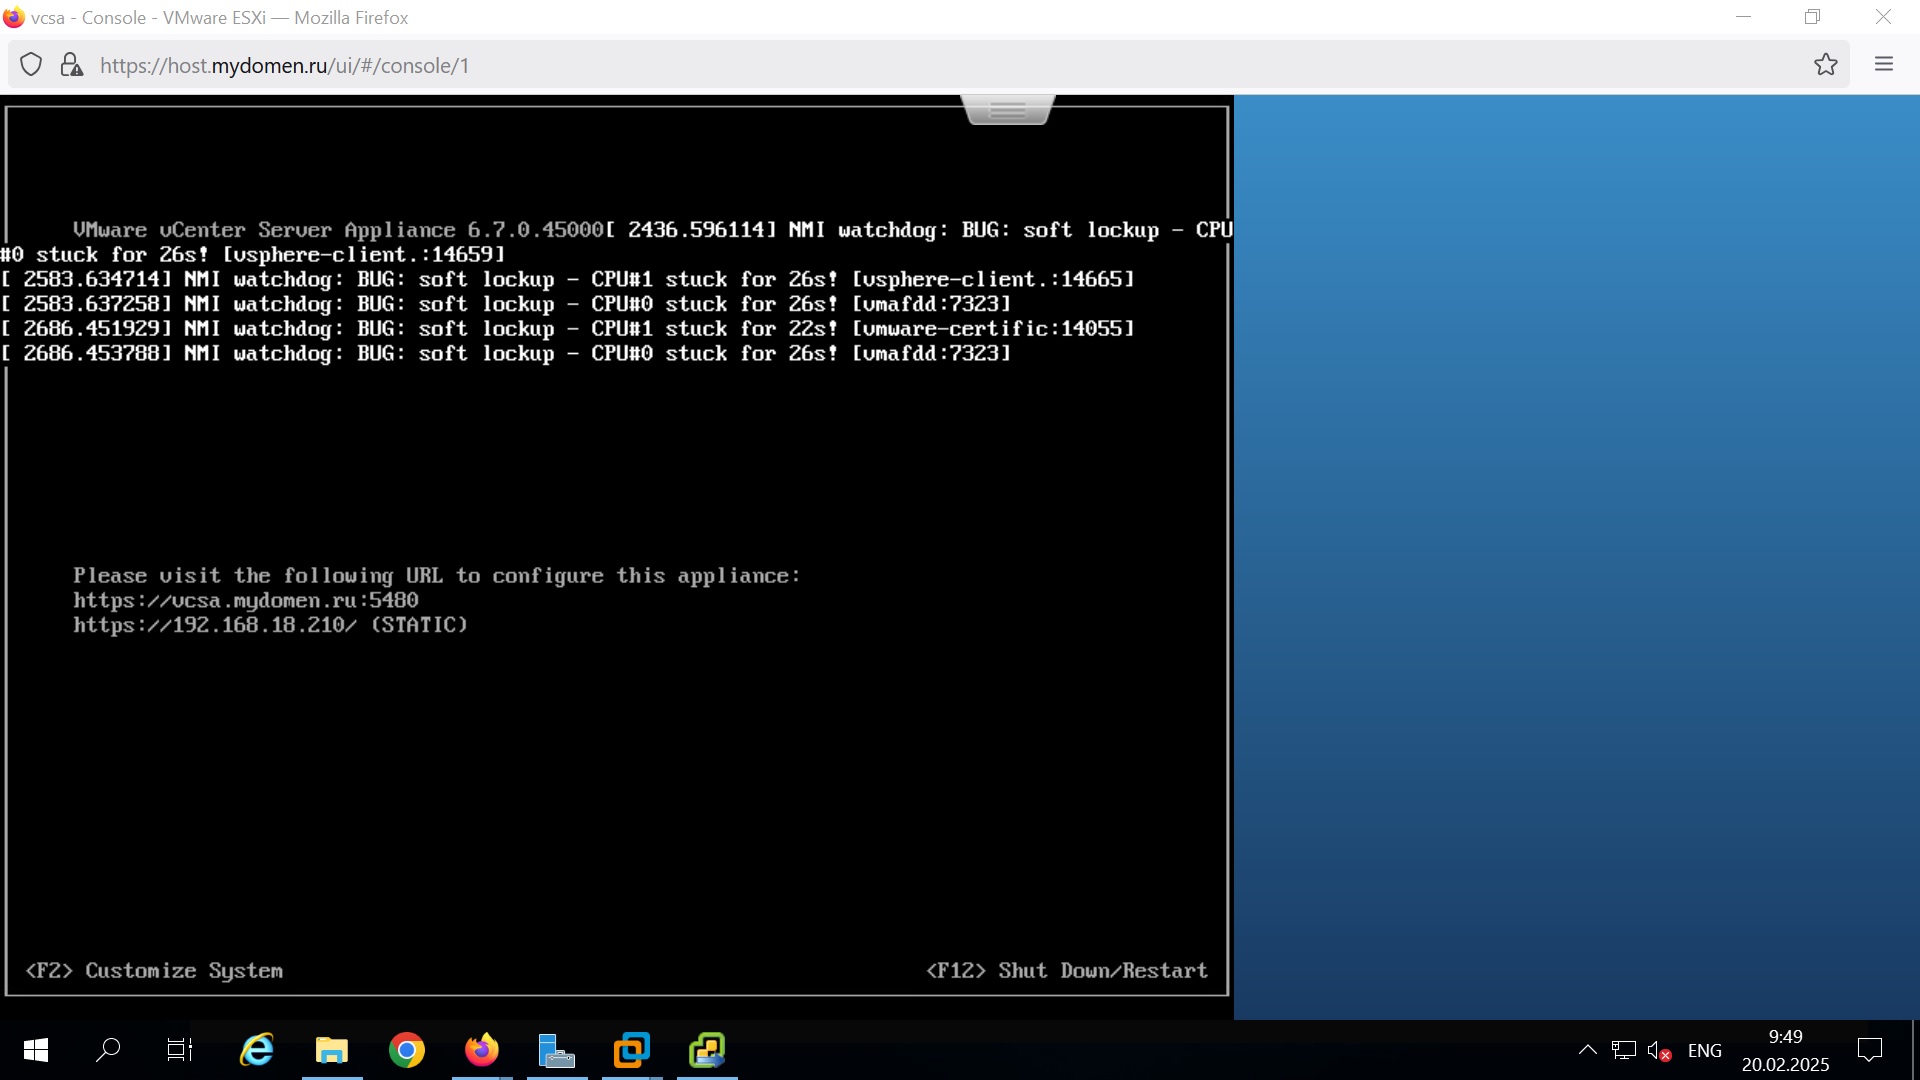 vcsa - Console - VMware ESXi — Mozilla Firefox
https://host.mydomen.ru/ui/#/console/1
VMware vCenter Server Appliance 6.7.0.45000[ 2436.596114] NMI watchdog: BUG: soft lockup - CPU
#0 stuck for 26s! [vsphere-client.:14659]
[ 2583.634714] NMI watchdog: BUG: soft lockup - CPU#1 stuck for 26s! [vsphere-client.:14665]
[ 2583.637258] NMI watchdog: BUG: soft lockup - CPU#0 stuck for 26s! [vmafdd:7323]
[ 2686.451929] NMI watchdog: BUG: soft lockup - CPU#1 stuck for 22s! [vmware-certific:14055]
[ 2686.453788] NMI watchdog: BUG: soft lockup - CPU#0 stuck for 26s! [vmafdd:7323]
Please visit the following URL to configure this appliance:
https://vcsa.mydomen.ru:5480
https://192.168.18.210/ (STATIC)
<F2> Customize System
<F12> Shut Down/Restart
ENG
9:49
20.02.2025